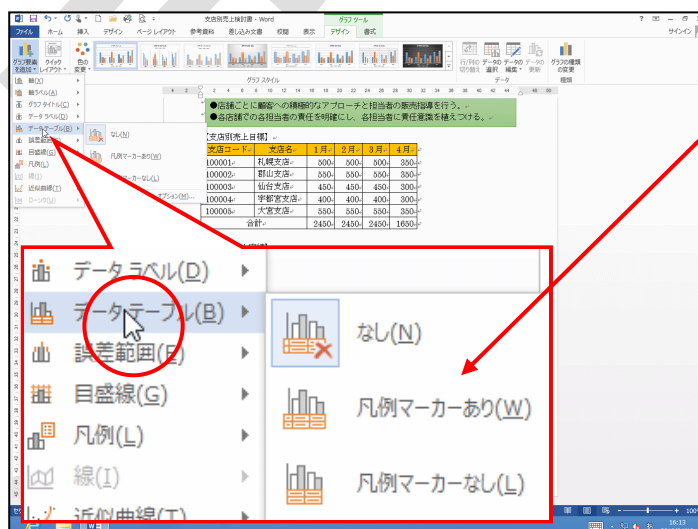 支店別売上検討書 - Word
グラフ ツール
サインイン
ファイル ホーム 挿入 デザイン ページ レイアウト 参考資料 差し込み文書 校閲 表示 デザイン 書式
グラフ要素を追加 クイックレイアウト 色の変更
行/列の切り替え データの選択 データの編集 データの更新 グラフの種類の変更
グラフ スタイル データ 種類
軸(X)
軸ラベル(A)
グラフ タイトル(C)
データ ラベル(D)
データ テーブル(B)
誤差範囲(E)
目盛線(G)
凡例(L)
線(I)
近似曲線(T)
ローソク(U)
なし(N)
凡例マーカーあり(W)
凡例マーカーなし(L)
オプション(M)...
●店舗ごとに顧客への積極的なアプローチと担当者の販売指導を行う。
●各店舗での各担当者の責任を明確にし、各担当者に責任意識を植えつける。
【支店別売上目標】
支店コード 支店名 1月 2月 3月 4月
100001 札幌支店 500 500 500 350
100002 郡山支店 550 550 550 350
100003 仙台支店 450 450 450 300
100004 宇都宮支店 400 400 400 300
100005 大宮支店 550 550 550 350
合計 2450 2450 2450 1650
データ ラベル(D)
データ テーブル(B)
誤差範囲(E)
目盛線(G)
凡例(L)
線(I)
近似曲線(T)
なし(N)
凡例マーカーあり(W)
凡例マーカーなし(L)
16:33